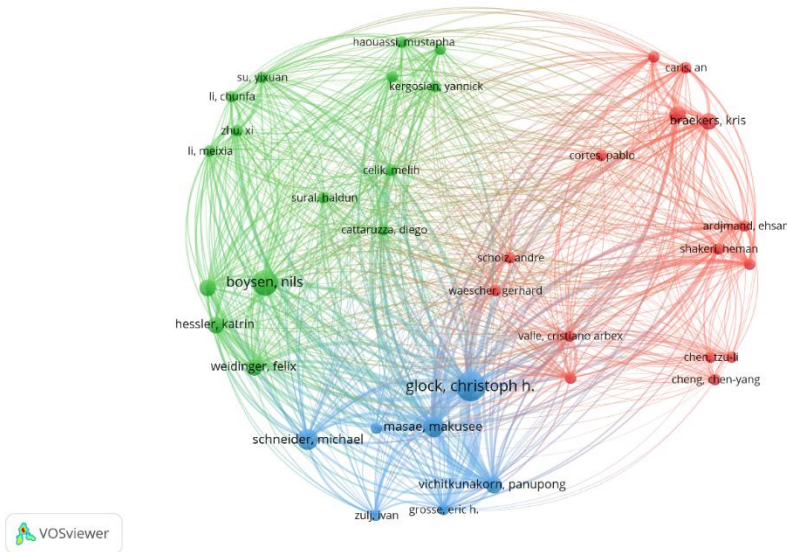 haouassi, mustapha
caris, an
su, yixuan
kergosien, yannick
li, chunfa
braekers, kris
zhu, xi
li, meixia
cortes, pablo
celik, melih
sural, haldun
ardjmand, ehsan
cattaruzza, diego
shakeri, heman
scholz, andre
boysen, nils
waescher, gerhard
hessler, katrin
valle, cristiano arbex
chen, tzu-li
weidinger, felix
cheng, chen-yang
glock, christoph h.
masae, makusee
schneider, michael
vichitkunakorn, panupong
grosse, eric h.
zulj, ivan
VOSviewer